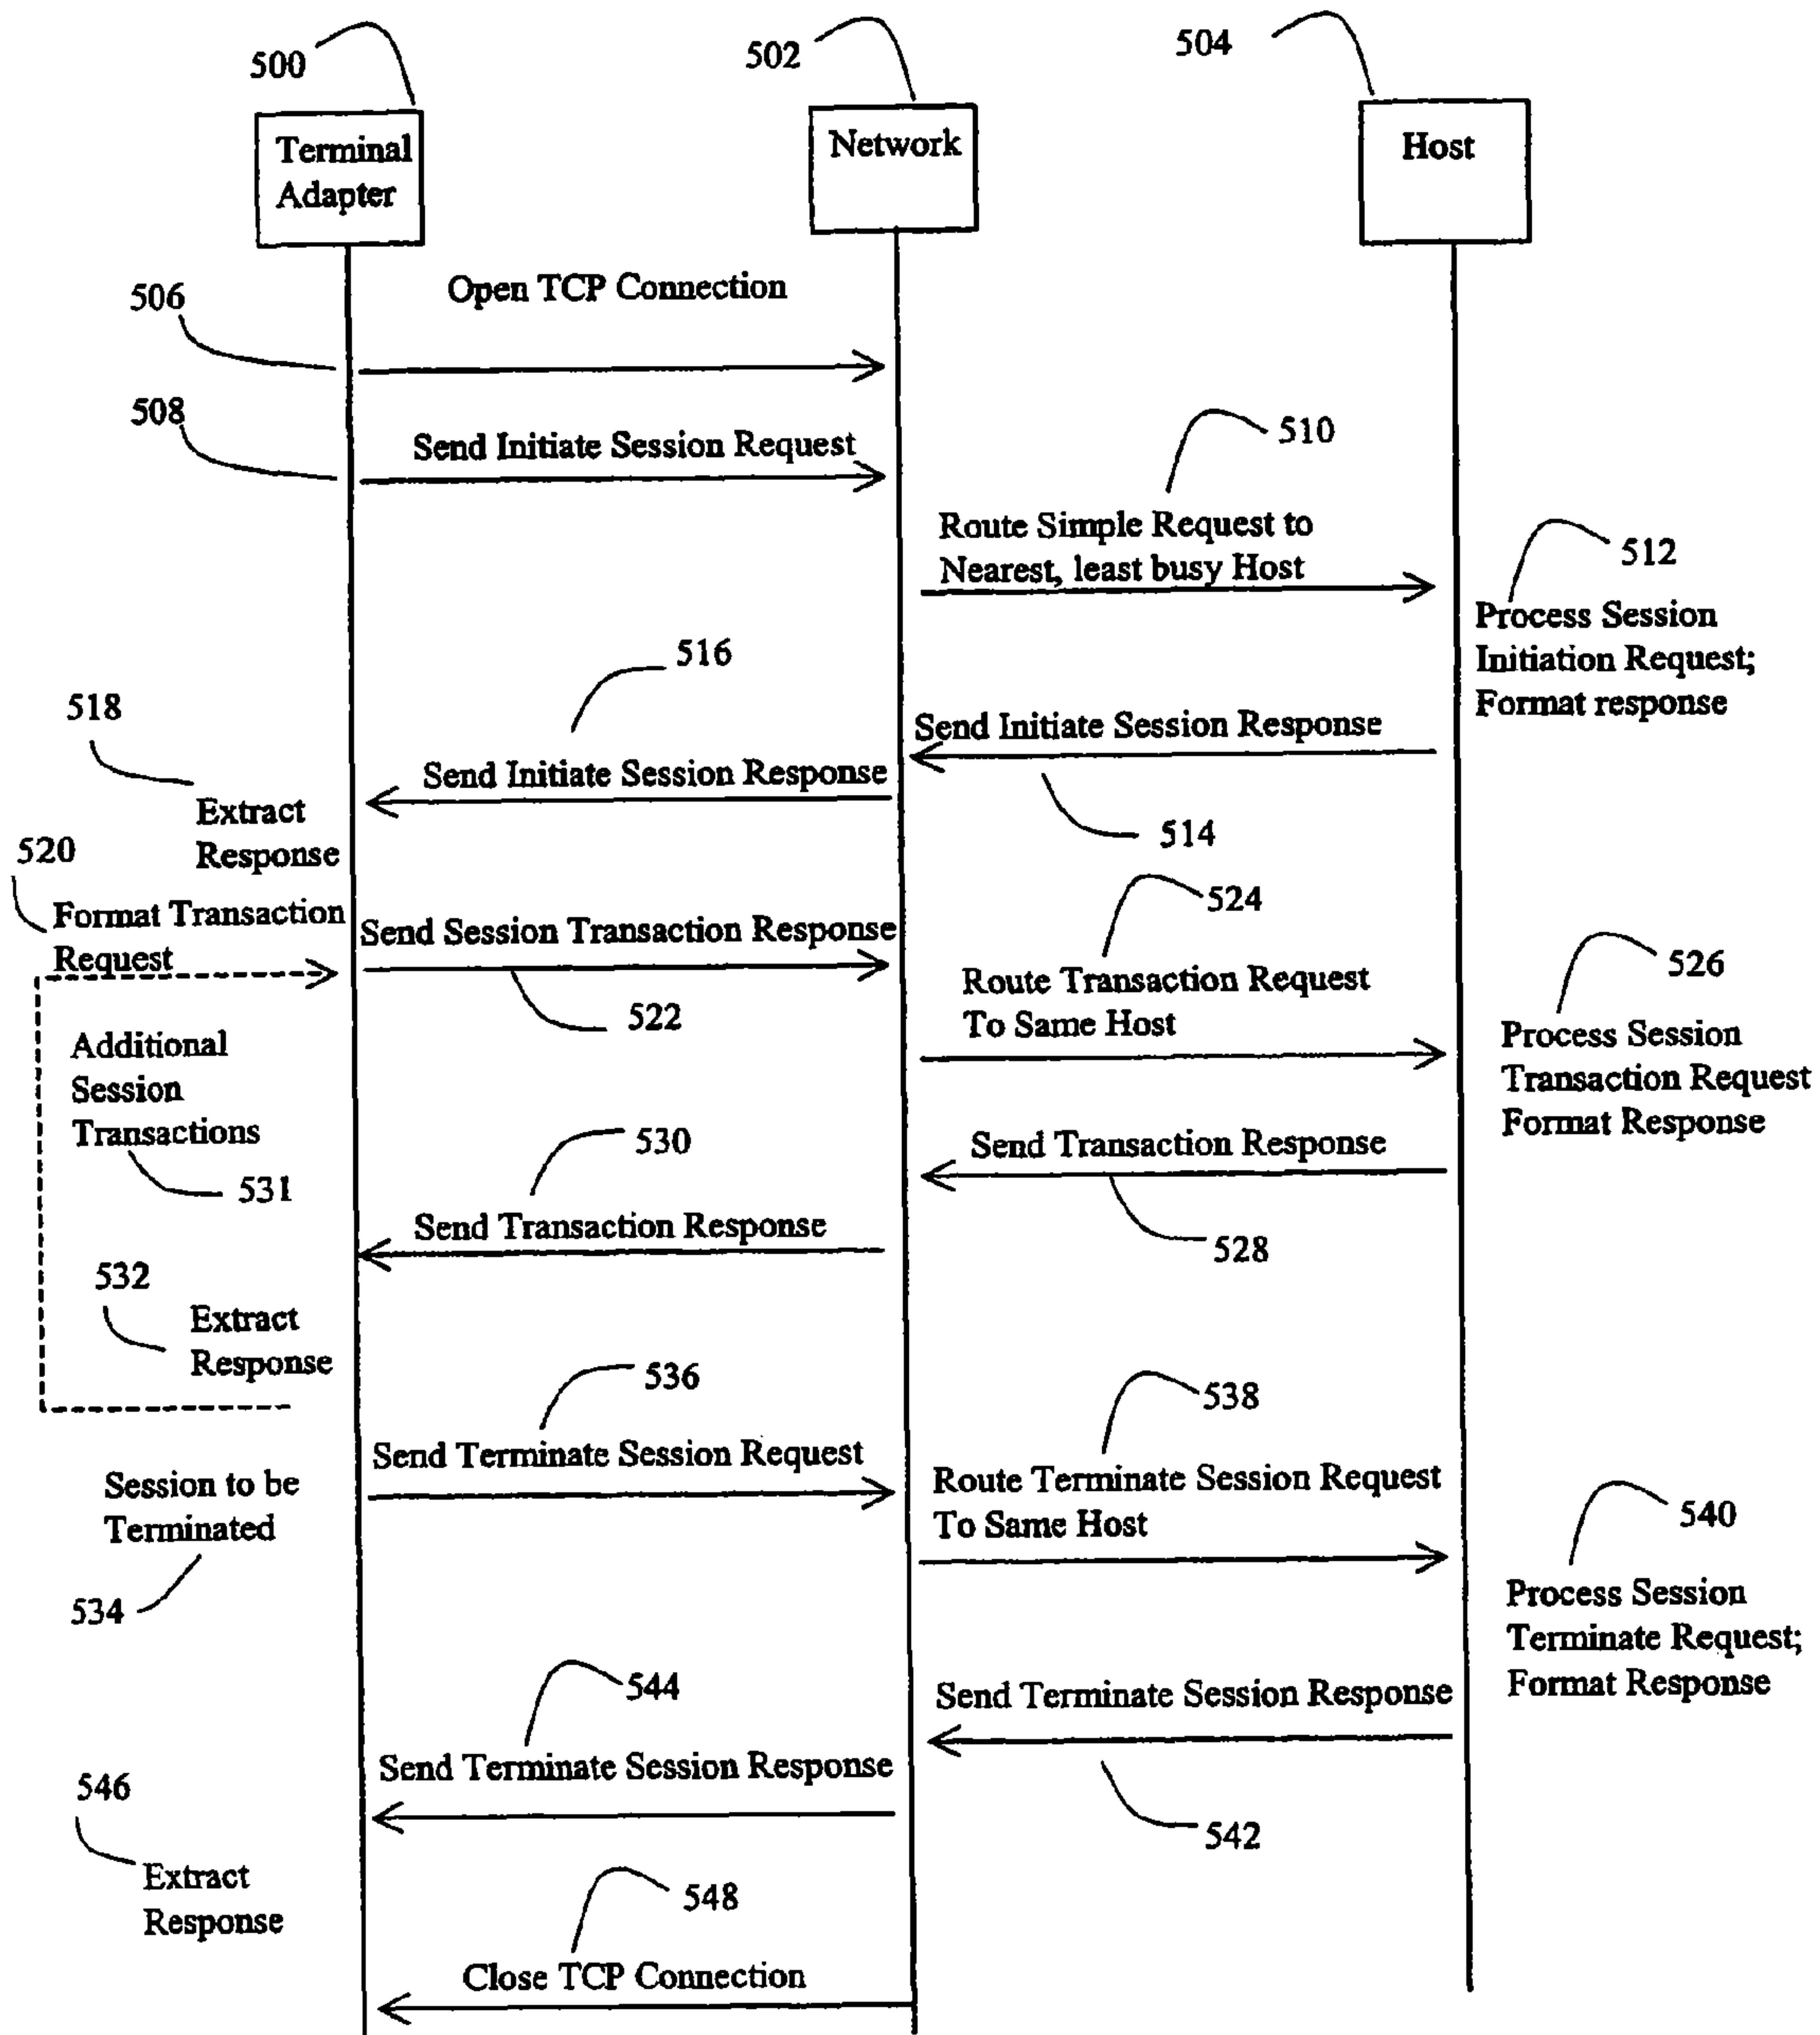 500
502
504
Terminal
Adapter
Network
Host
506
Open TCP Connection
508
Send Initiate Session Request
510
Route Simple Request to
Nearest, least busy Host
512
Process Session
Initiation Request;
Format response
516
518
Send Initiate Session Response
Send Initiate Session Response
514
Extract
Response
520
Format Transaction
Request
Send Session Transaction Response
522
524
Route Transaction Request
To Same Host
526
Process Session
Transaction Request
Format Response
Additional
Session
Transactions
531
530
Send Transaction Response
528
Send Transaction Response
532
Extract
Response
536
Send Terminate Session Request
538
Route Terminate Session Request
To Same Host
Session to be
Terminated
534
540
Process Session
Terminate Request;
Format Response
544
Send Terminate Session Response
542
Send Terminate Session Response
546
Extract
Response
548
Close TCP Connection